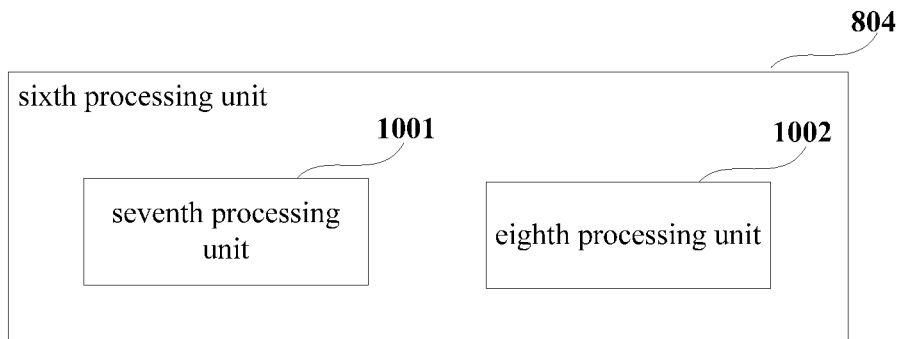 804
sixth processing unit
1001
1002
seventh processing
unit
eighth processing unit